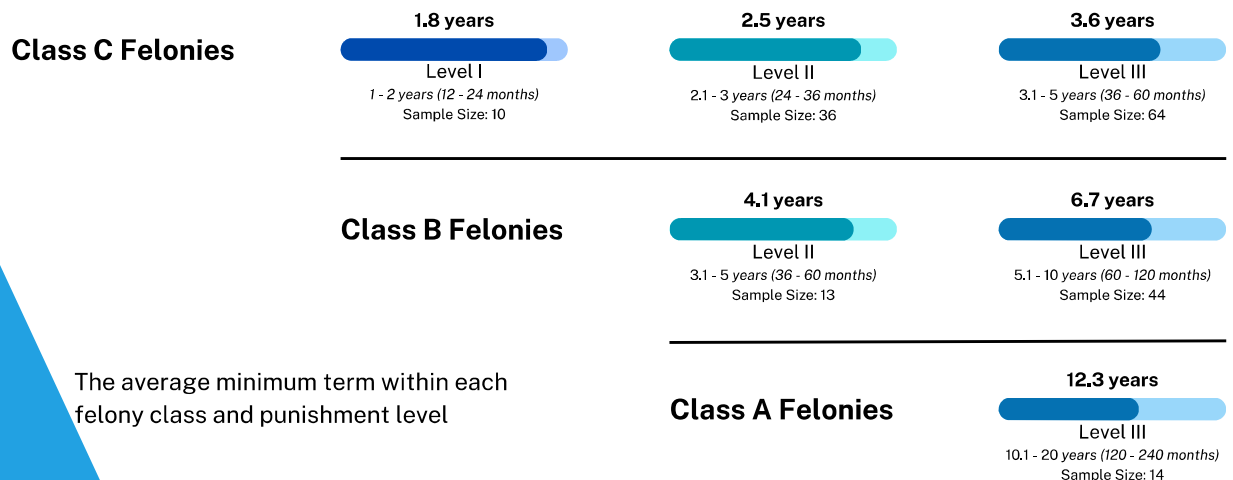 Class C Felonies
1.8 years
Level I
1 - 2 years (12 - 24 months)
Sample Size: 10
2.5 years
Level II
2.1 - 3 years (24 - 36 months)
Sample Size: 36
3.6 years
Level III
3.1 - 5 years (36 - 60 months)
Sample Size: 64
Class B Felonies
4.1 years
Level II
3.1 - 5 years (36 - 60 months)
Sample Size: 13
6.7 years
Level III
5.1 - 10 years (60 - 120 months)
Sample Size: 44
The average minimum term within each
felony class and punishment level
Class A Felonies
12.3 years
Level III
10.1 - 20 years (120 - 240 months)
Sample Size: 14